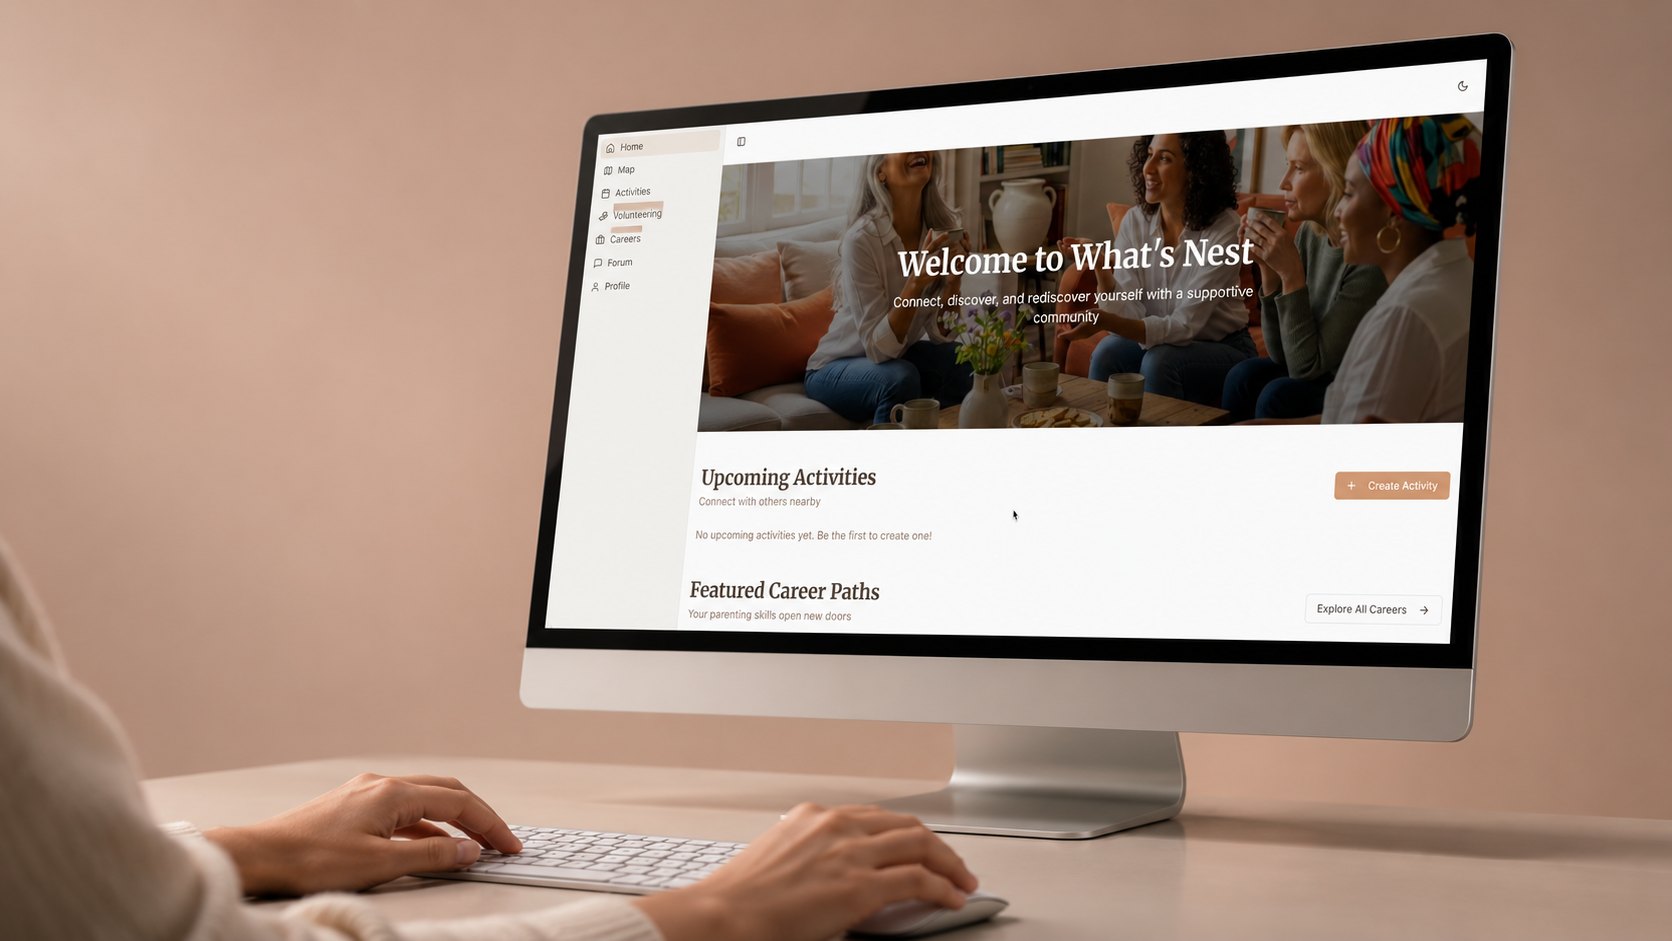 Home
Map
Activities
Volunteering
Careers
Forum
Profile
Welcome to What's Nest
Connect, discover, and rediscover yourself with a supportive
community
Upcoming Activities
Connect with others nearby
+ Create Activity
No upcoming activities yet. Be the first to create one!
Featured Career Paths
Your parenting skills open new doors
Explore All Careers →